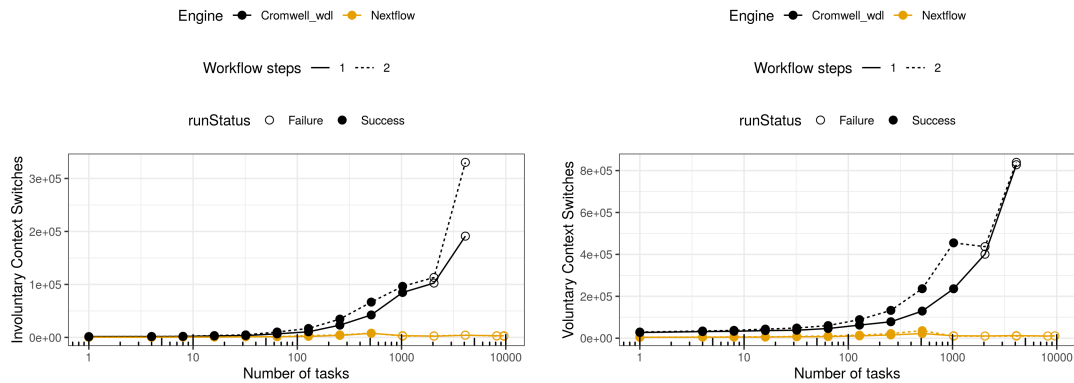 Engine Cromwell_wdl Nextflow
Workflow steps 1 2
runStatus Failure Success
Involuntary Context Switches
3e+05
2e+05
1e+05
0e+00
1 10 100 1000 10000
Number of tasks
Engine Cromwell_wdl Nextflow
Workflow steps 1 2
runStatus Failure Success
Voluntary Context Switches
8e+05
6e+05
4e+05
2e+05
0e+00
1 10 100 1000 10000
Number of tasks